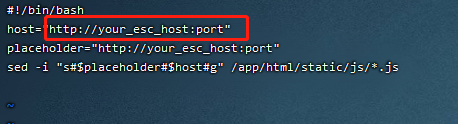 #!/bin/bash
host="http://your_esc_host:port"
placeholder="http://your_esc_host:port"
sed -i "s#$placeholder#$host#g" /app/html/static/js/*.js
~
~